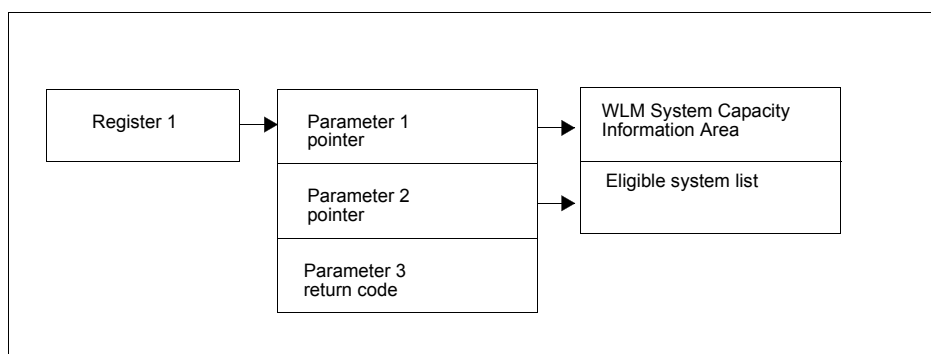 Register 1
Parameter 1
pointer
WLM System Capacity
Information Area
Parameter 2
pointer
Eligible system list
Parameter 3
return code